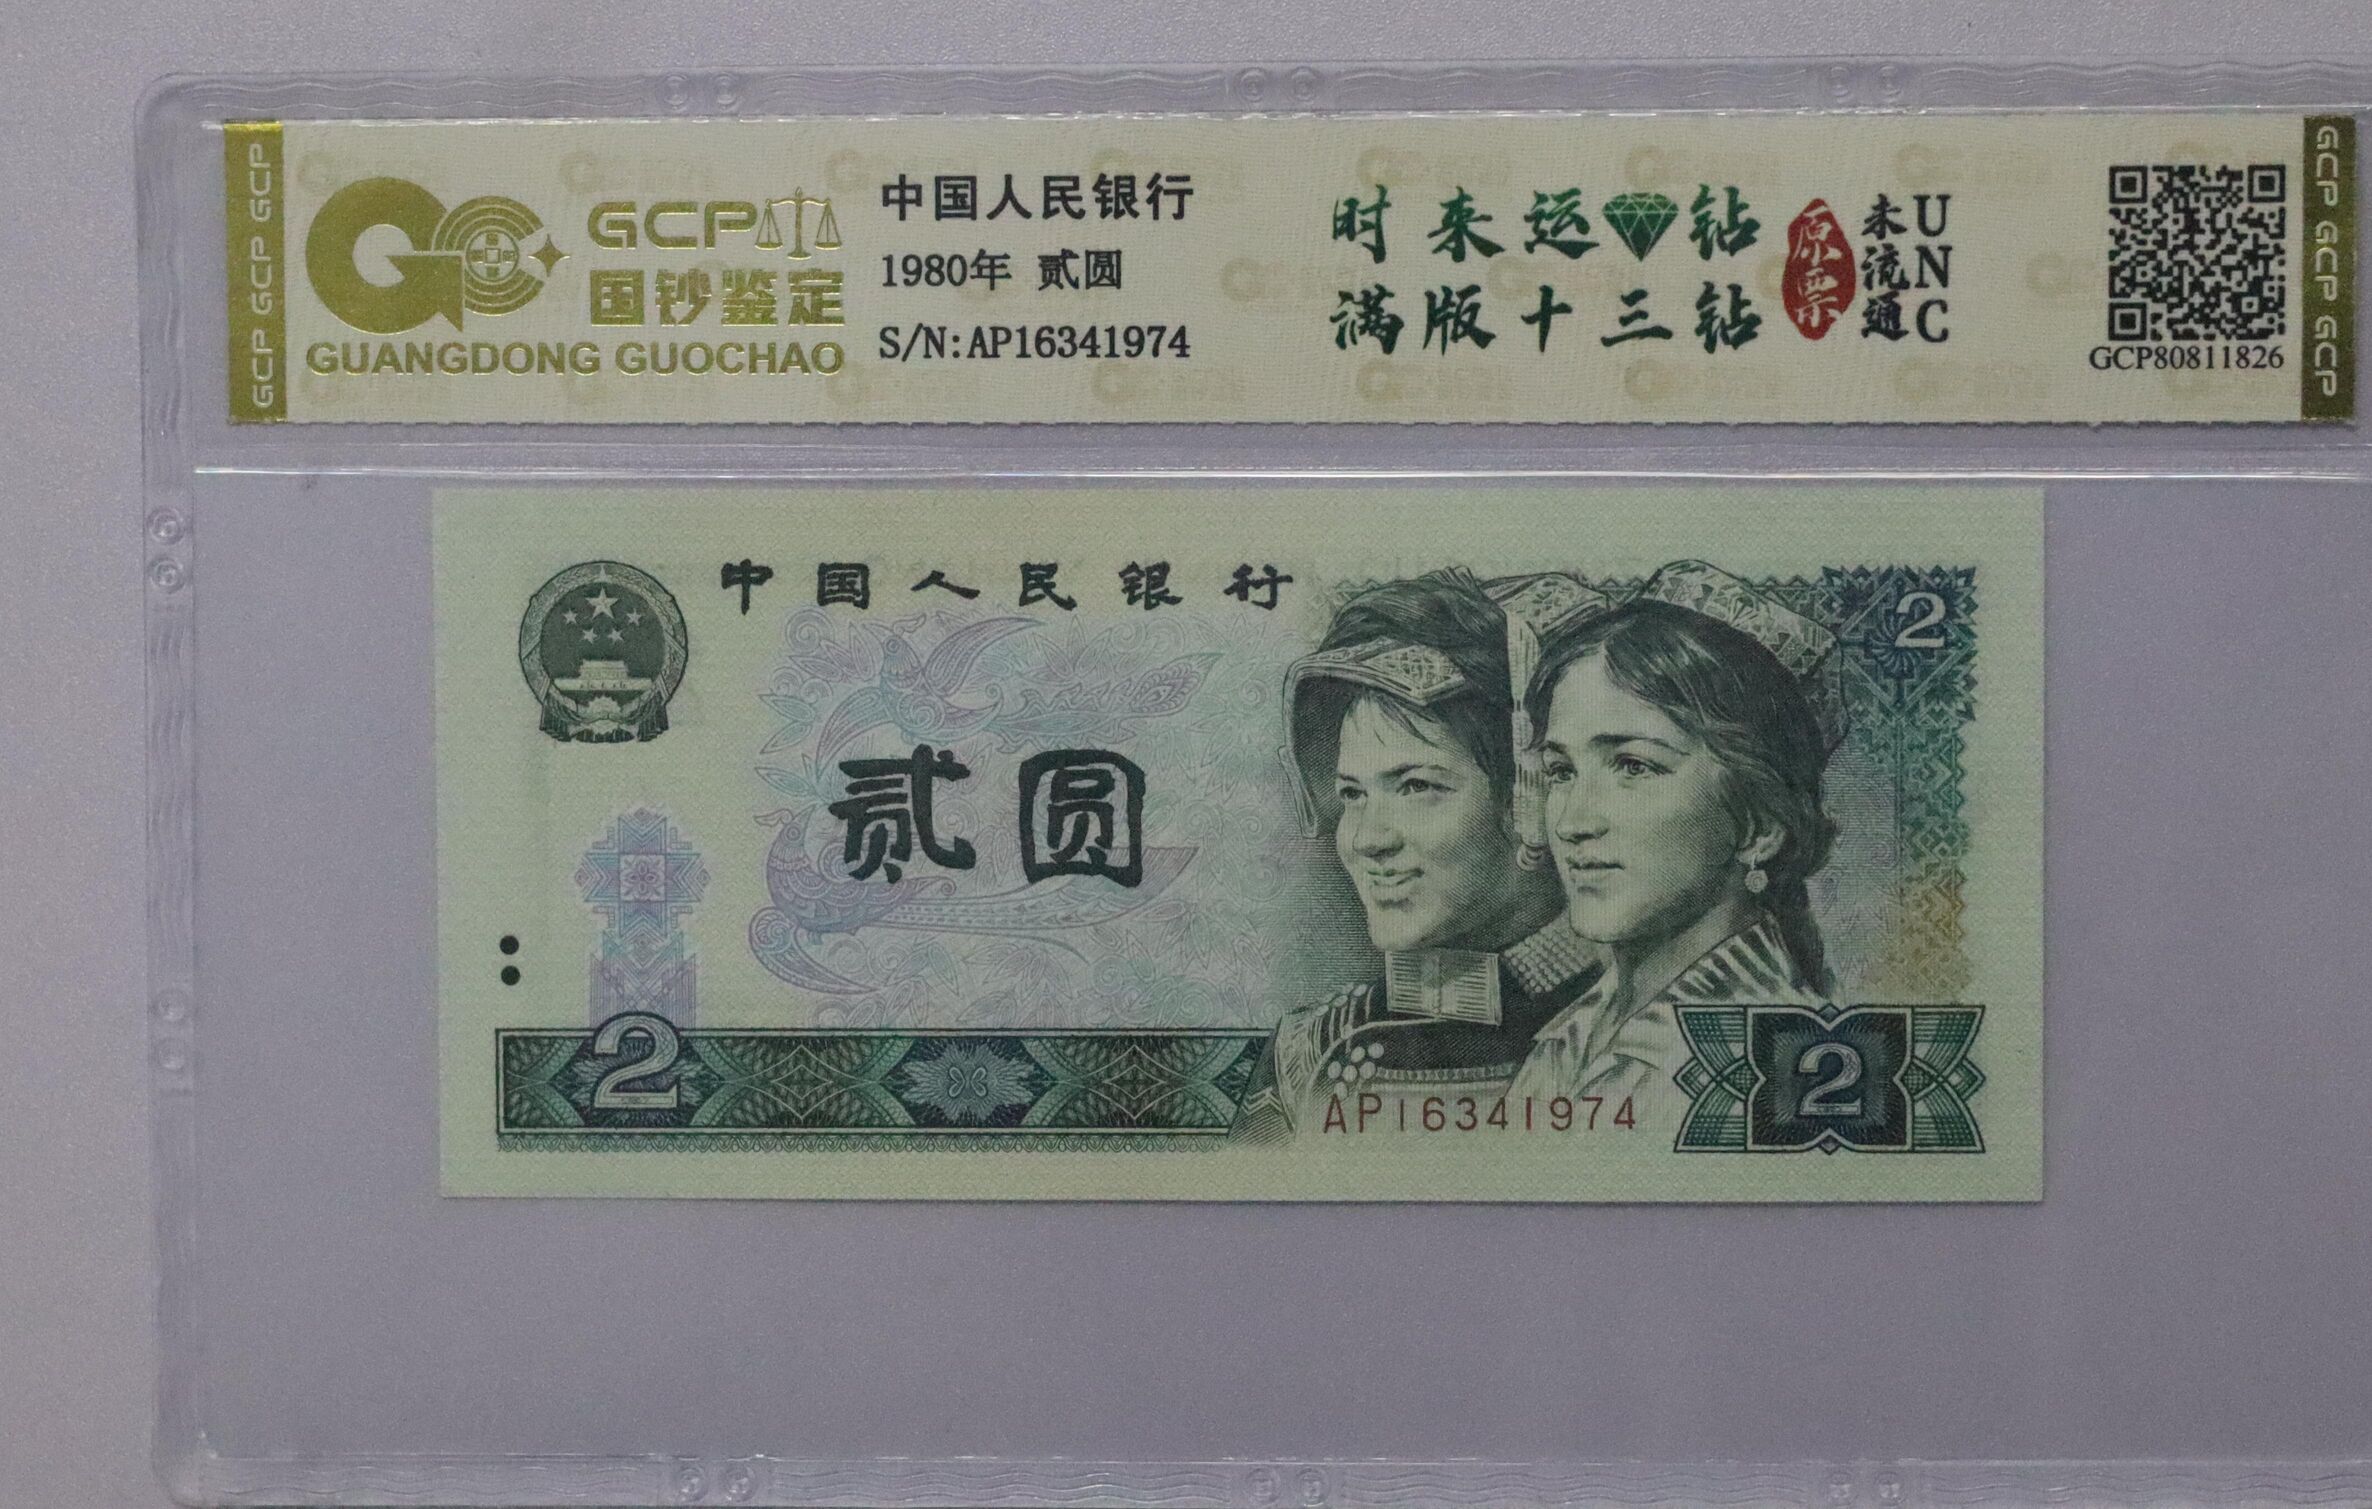 GCP GCP GCP
GCP
国钞鉴定
GUANGDONG GUOCHAO
中国人民银行
1980年 贰圆
S/N:AP16341974
时来运钻
满版十三钻
原票
未流通
UNC
GCP80811826
GCP GCP GCP
中国人民银行
2
贰圆
2
AP16341974
2